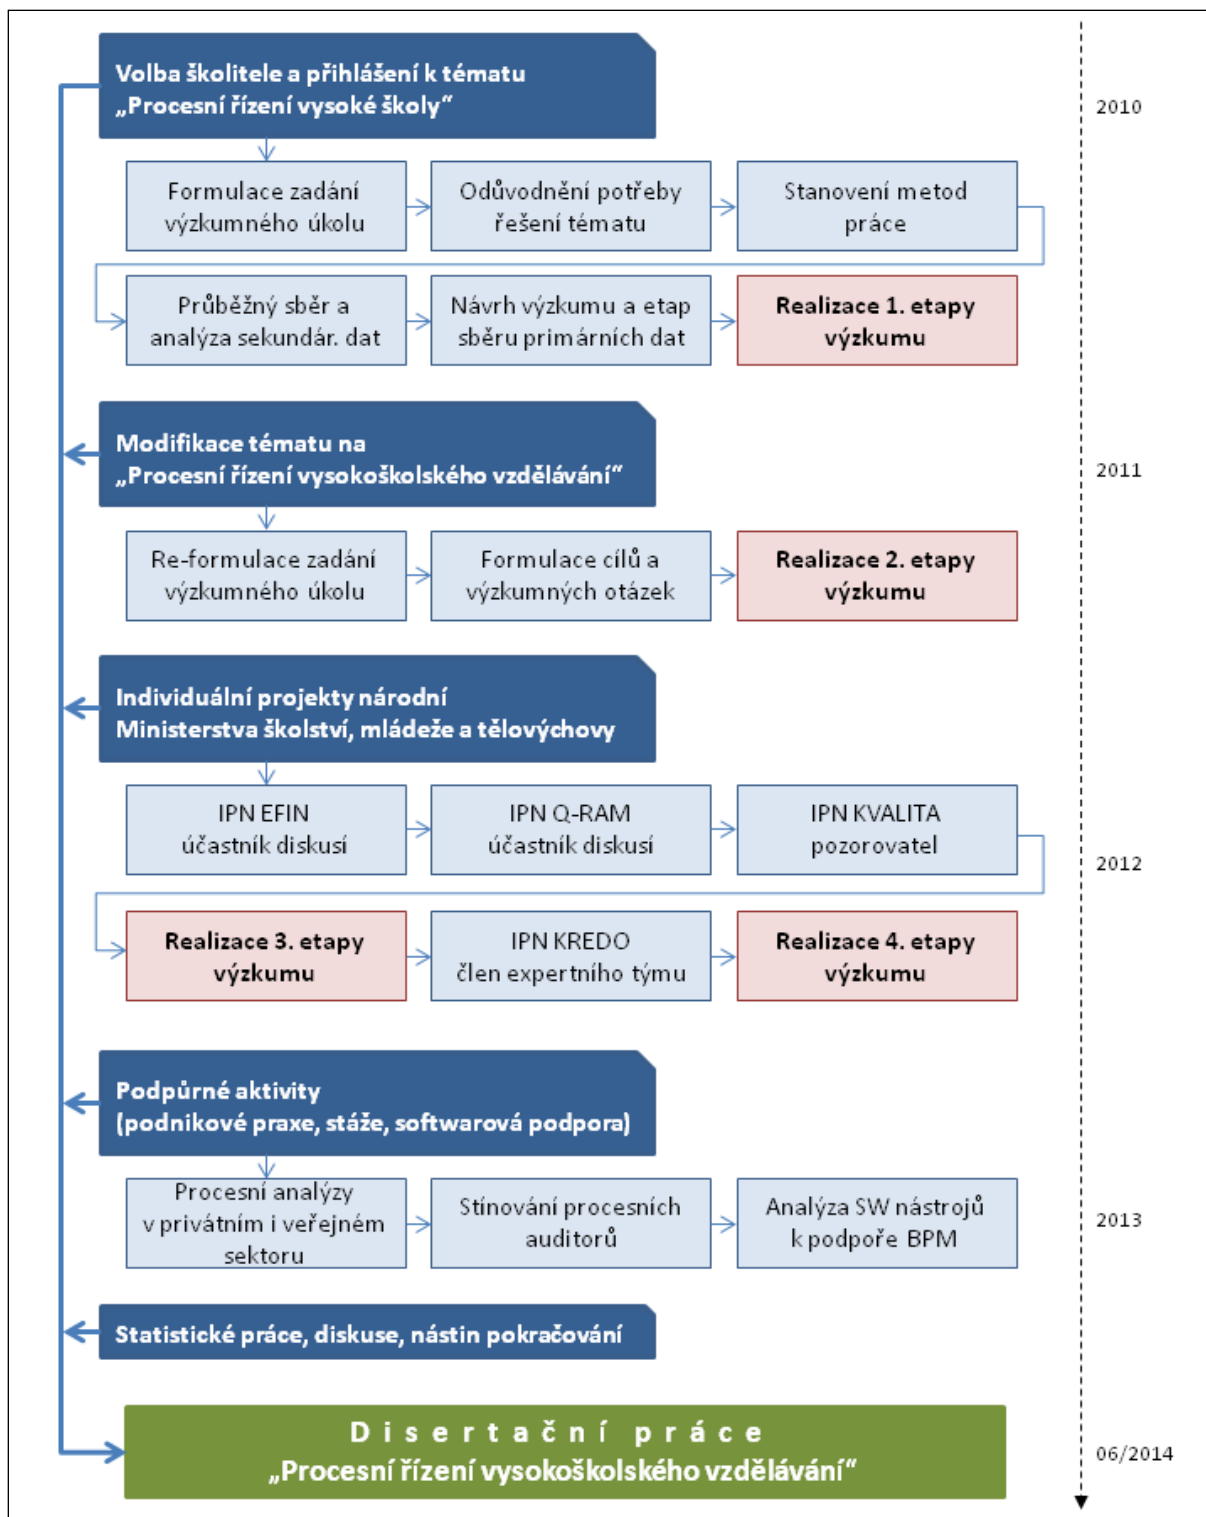 Volba školitele a přihlášení k tématu
„Procesní řízení vysoké školy“
2010
Formulace zadání
výzkumného úkolu
Odůvodnění potřeby
řešení tématu
Stanovení metod
práce
Průběžný sběr a
analýza sekundár. dat
Návrh výzkumu a etap
sběru primárních dat
Realizace 1. etapy
výzkumu
Modifikace tématu na
„Procesní řízení vysokoškolského vzdělávání“
2011
Re-formulace zadání
výzkumného úkolu
Formulace cílů a
výzkumných otázek
Realizace 2. etapy
výzkumu
Individuální projekty národní
Ministerstva školství, mládeže a tělovýchovy
IPN EFIN
účastník diskusí
IPN Q-RAM
účastník diskusí
IPN KVALITA
pozorovatel
2012
Realizace 3. etapy
výzkumu
IPN KREDO
člen expertního týmu
Realizace 4. etapy
výzkumu
Podpůrné aktivity
(podnikové praxe, stáže, softwarová podpora)
Procesní analýzy
v privátním i veřejném
sektoru
Stínování procesních
auditorů
Analýza SW nástrojů
k podpoře BPM
2013
Statistické práce, diskuse, nástin pokračování
Disertační práce
„Procesní řízení vysokoškolského vzdělávání“
06/2014